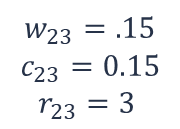 w₂₃ = .15
c₂₃ = 0.15
r₂₃ = 3